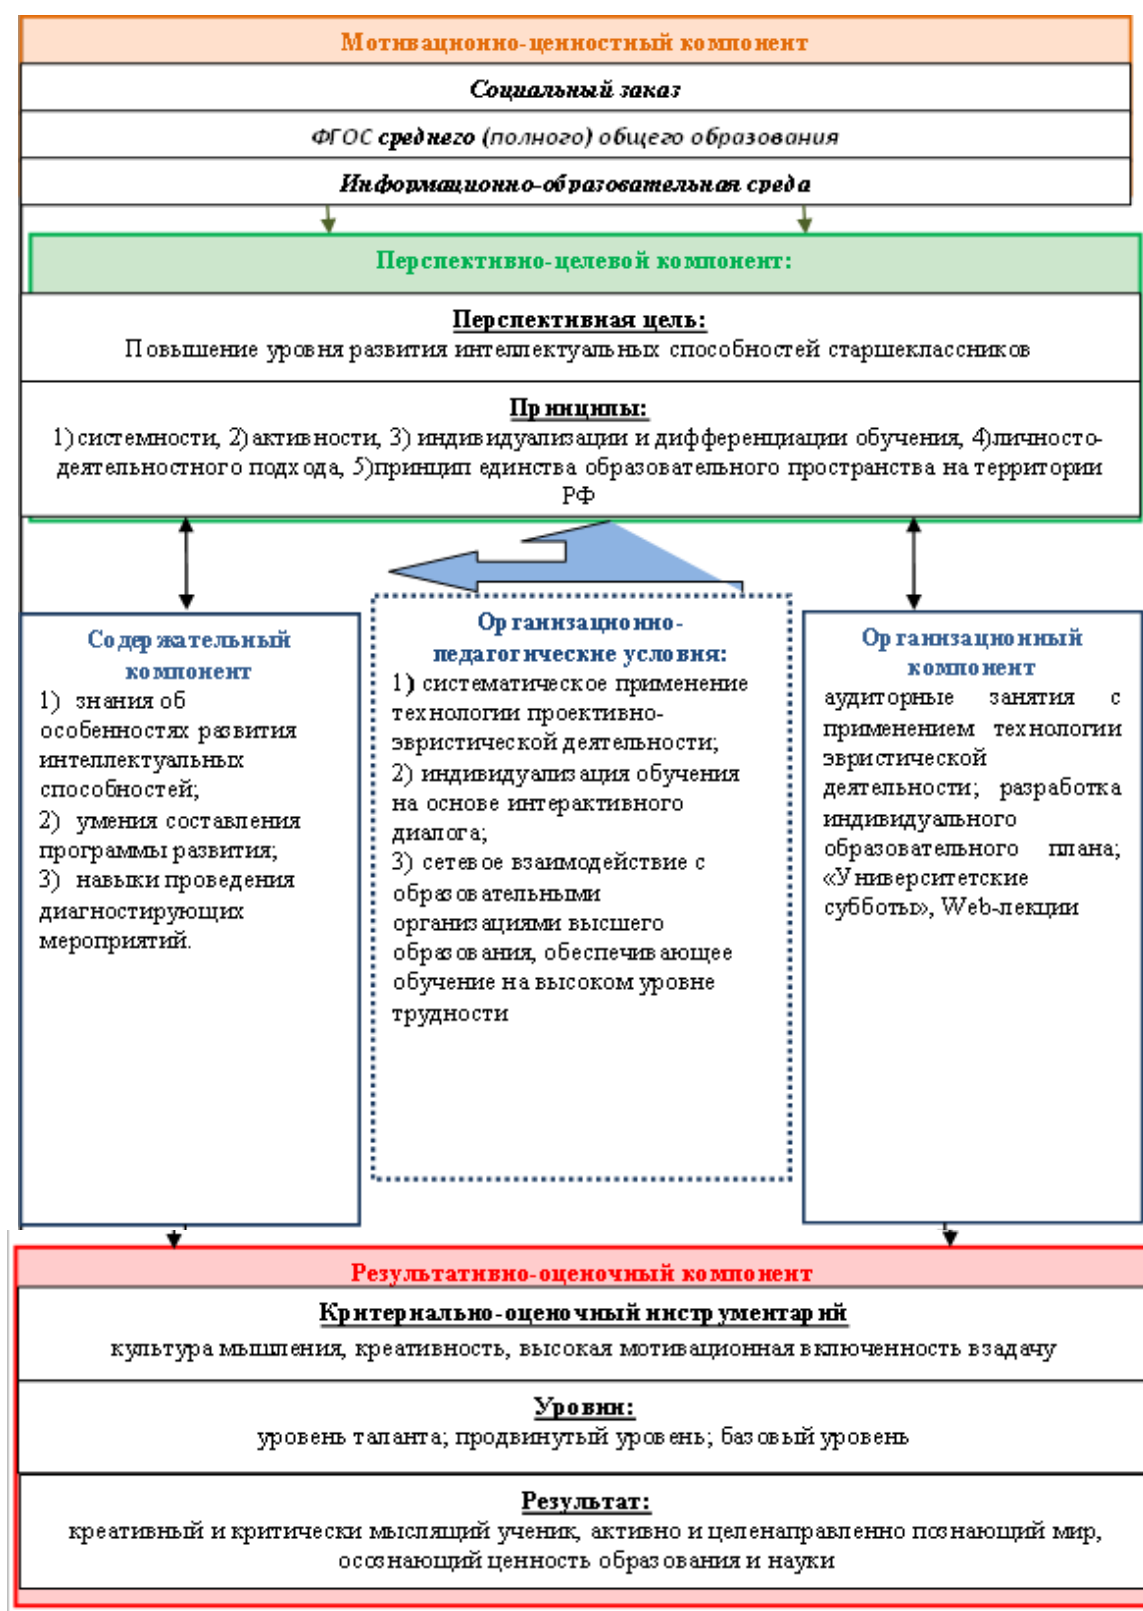 Мотивационно-ценностный компонент
Социальный заказ
ФГОС среднего (полного) общего образования
Информационно-образовательная среда
Перспективно-целевой компонент:
Перспективная цель:
Повышение уровня развития интеллектуальных способностей старшеклассников
Принципы:
1)системности, 2)активности, 3) индивидуализации и дифференциации обучения, 4)личносто-
деятельностного подхода, 5)принцип единства образовательного пространства на территории
РФ
Содержательный
компонент
1) знания об
особенностях развития
интеллектуальных
способностей;
2) умения составления
программы развития;
3) навыки проведения
диагностирующих
мероприятий.
Организационно-
педагогические условия:
1) систематическое применение
технологии проективно-
эвристической деятельности;
2) индивидуализация обучения
на основе интерактивного
диалога;
3) сетевое взаимодействие с
образовательными
организациями высшего
образования, обеспечивающее
обучение на высоком уровне
трудности
Организационный
компонент
аудиторные занятия с
применением технологии
эвристической
деятельности; разработка
индивидуального
образовательного плана;
«Университетские
субботы», Web-лекции
Результативно-оценочный компонент
Критериально-оценочный инструментарий
культура мышления, креативность, высокая мотивационная включенность взадачу
Уровни:
уровень таланта; продвинутый уровень; базовый уровень
Результат:
креативный и критически мыслящий ученик, активно и целенаправленно познающий мир,
осознающий ценность образования и науки